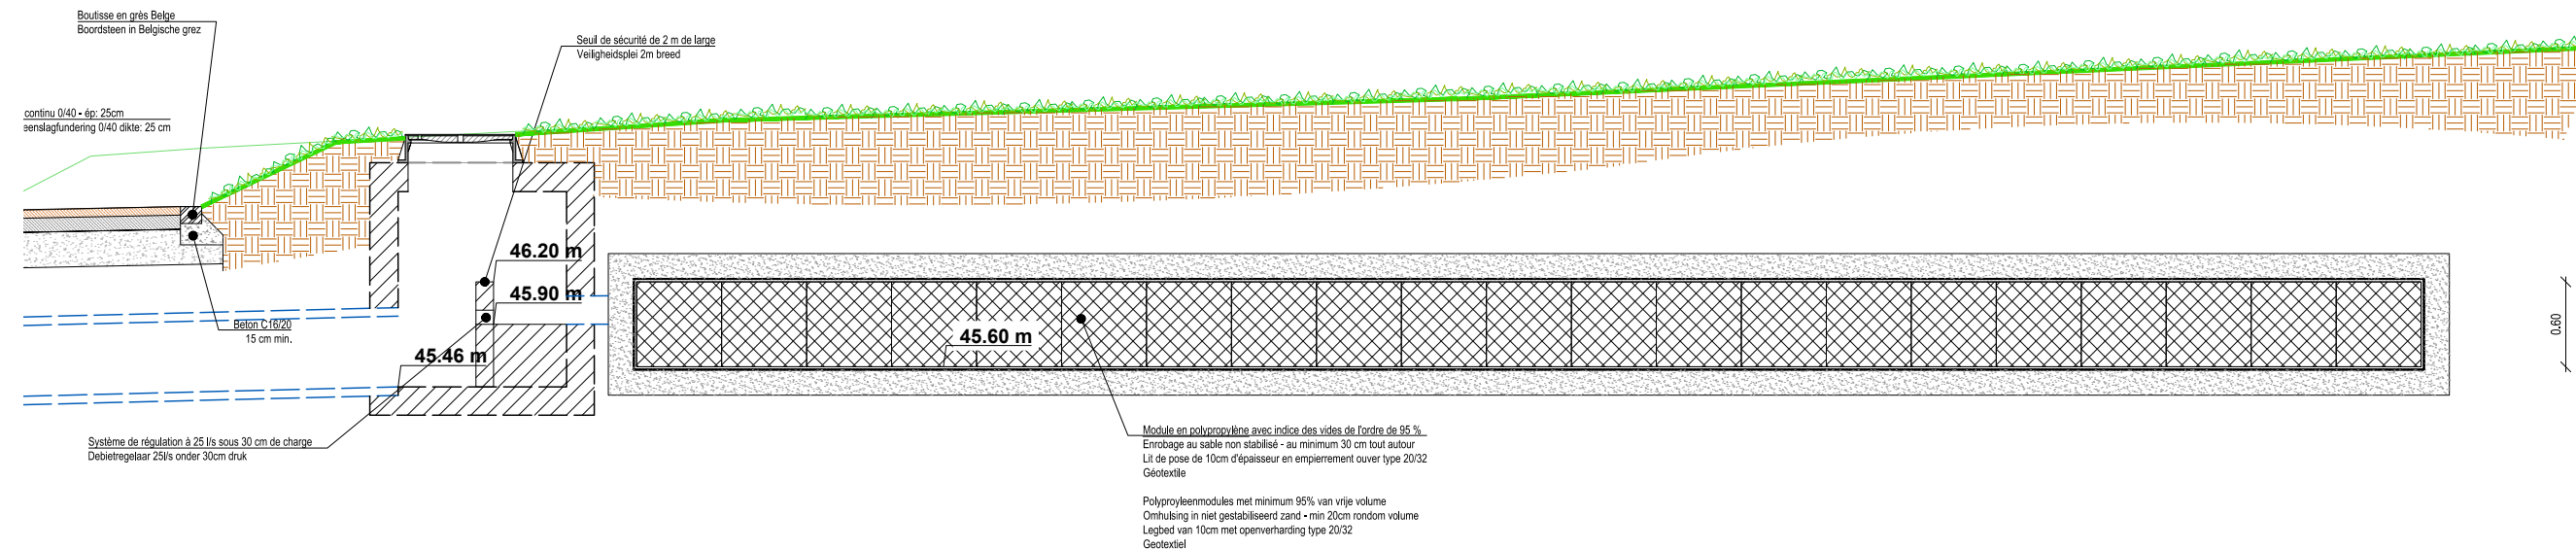 Boutisse en grès Belge
Boordsteen in Belgische grez
Seuil de sécurité de 2 m de large
Veiligheidsplei 2m breed
continu 0/40 - ép: 25cm
eenslagfundering 0/40 dikte: 25 cm
46.20 m
45.90 m
Beton C16/20
15 cm min.
45.60 m
45.46 m
0.60
Système de régulation à 25 l/s sous 30 cm de charge
Debietregelaar 25l/s onder 30cm druk
Module en polypropylène avec indice des vides de l'ordre de 95 %
Enrobage au sable non stabilisé - au minimum 30 cm tout autour
Lit de pose de 10cm d'épaisseur en empierrement ouver type 20/32
Géotextile
Polyproyleenmodules met minimum 95% van vrije volume
Omhulsing in niet gestabiliseerd zand - min 20cm rondom volume
Legbed van 10cm met openverharding type 20/32
Geotextiel